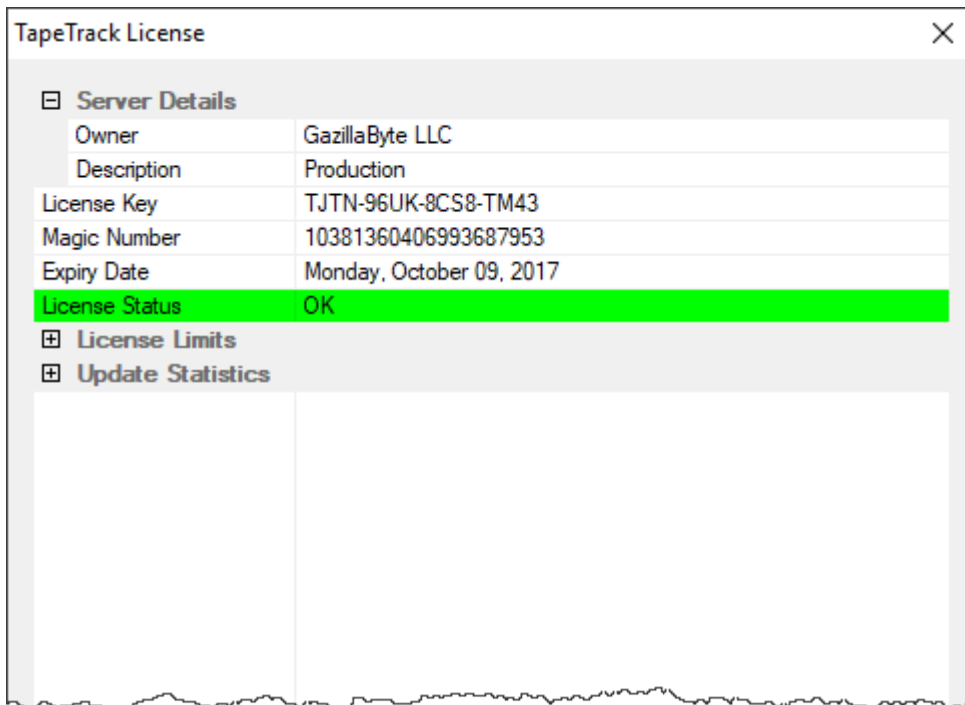 TapeTrack License
Server Details
Owner GazillaByte LLC
Description Production
License Key TJTN-96UK-8CS8-TM43
Magic Number 10381360406993687953
Expiry Date Monday, October 09, 2017
License Status OK
License Limits
Update Statistics